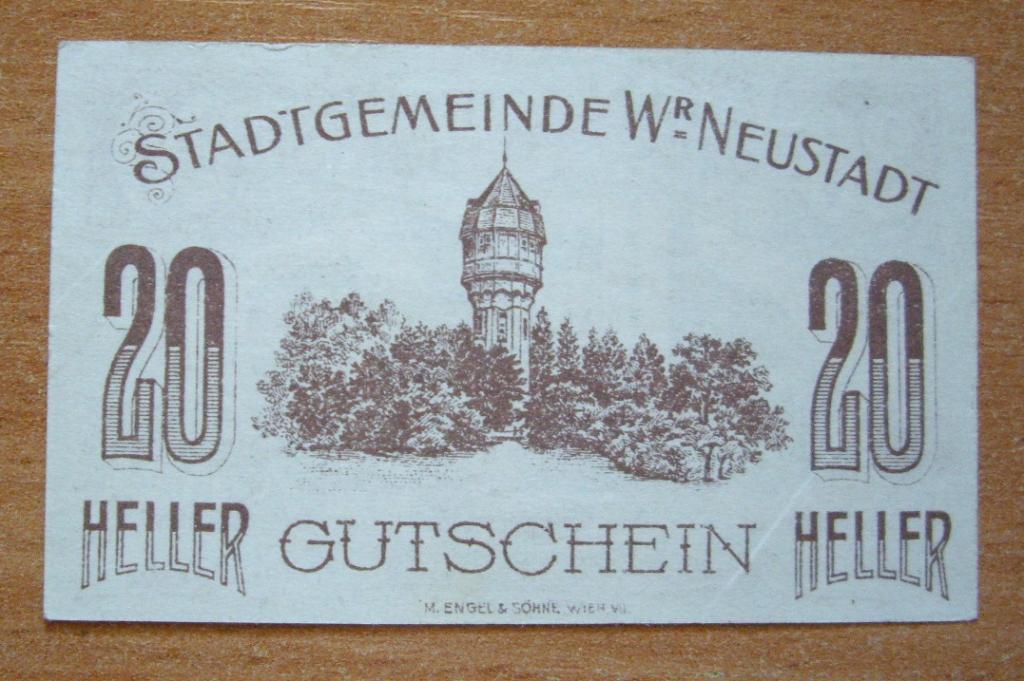 STADTGEMEINDE WR NEUSTADT
20 20
HELLER GUTSCHEIN HELLER
M. ENGEL & SÖHNE, WIEN VII.